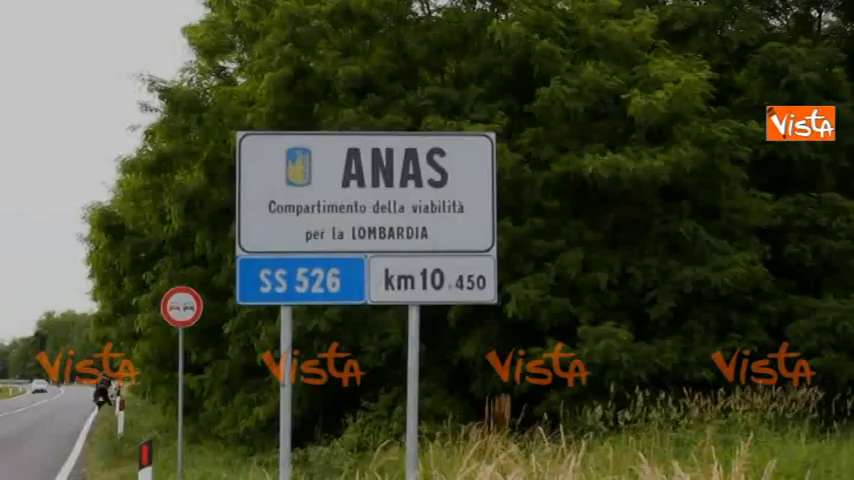 VISTA
ANAS
Compartimento della viabilità
per la LOMBARDIA
SS 526 km 10.450
VISTA VISTA VISTA VISTA